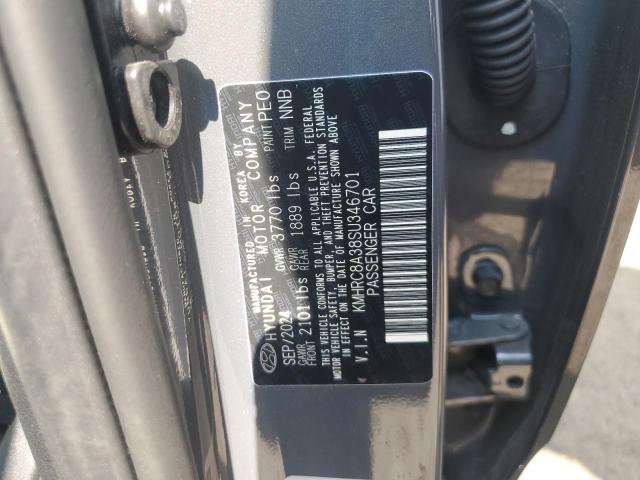 MANUFACTURED IN KOREA BY
HYUNDAI MOTOR COMPANY
SEP/2024 GVWR 3770 lbs PAINT PEO
GAWR FRONT 2101 lbs GAWR REAR 1889 lbs TRIM NNB
THIS VEHICLE CONFORMS TO ALL APPLICABLE U.S.A. FEDERAL
MOTOR VEHICLE SAFETY, BUMPER, AND THEFT PREVENTION STANDARDS
IN EFFECT ON THE DATE OF MANUFACTURE SHOWN ABOVE
V.I.N KMHRC8A38SU346701
PASSENGER CAR